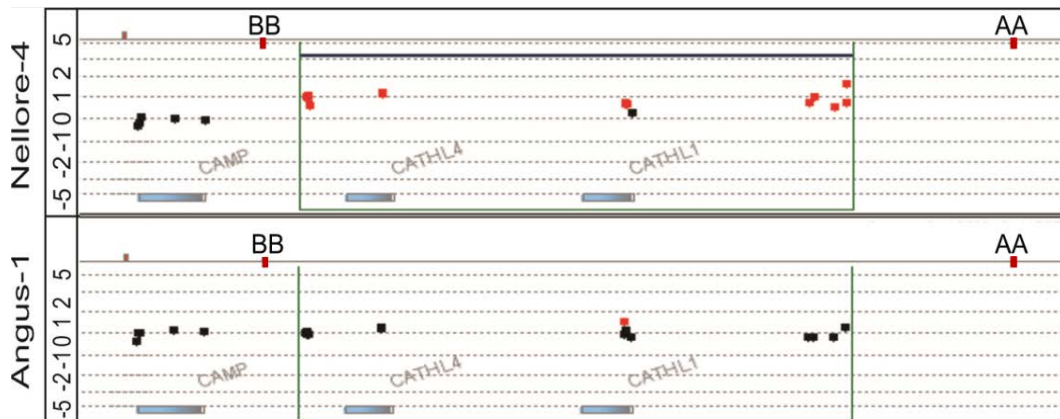 Nellore-4
BB
AA
5
2
1
0
-1
-2
-5
CAMP
CATHL4
CATHL1
Angus-1
BB
AA
5
2
1
0
-1
-2
-5
CAMP
CATHL4
CATHL1